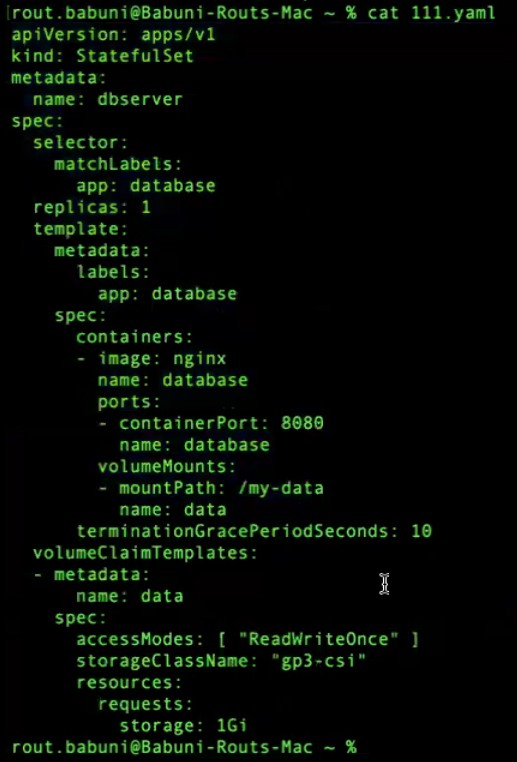 rout.babuni@Babuni-Routs-Mac ~ % cat 111.yaml
apiVersion: apps/v1
kind: StatefulSet
metadata:
  name: dbserver
spec:
  selector:
    matchLabels:
      app: database
  replicas: 1
  template:
    metadata:
      labels:
        app: database
    spec:
      containers:
      - image: nginx
        name: database
        ports:
        - containerPort: 8080
          name: database
        volumeMounts:
        - mountPath: /my-data
          name: data
      terminationGracePeriodSeconds: 10
  volumeClaimTemplates:
  - metadata:
      name: data
    spec:
      accessModes: [ "ReadWriteOnce" ]
      storageClassName: "gp3-csi"
      resources:
        requests:
          storage: 1Gi
rout.babuni@Babuni-Routs-Mac ~ %